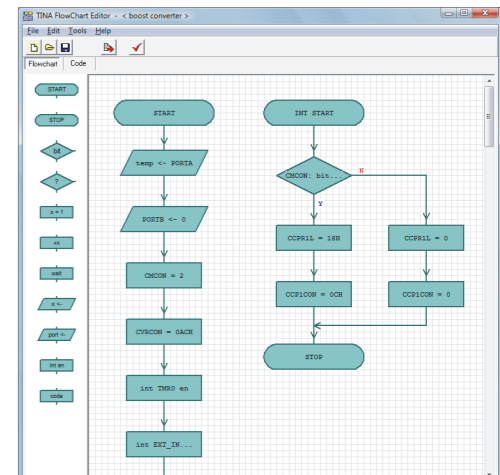 TINA FlowChart Editor - < boost converter >
File Edit Tools Help
Flowchart Code
START
STOP
bit
?
x = !
<x
wait
x <-
port <-
int en
code
START
temp <- PORTA
PORTB <- 0
CMCON = 2
CVRCON = 0ACH
int TMR0 en
int EXT_IN...
INT START
CMCON: bit...
N
Y
CCPR1L = 18H
CCPR1L = 0
CCP1CON = 0CH
CCP1CON = 0
STOP